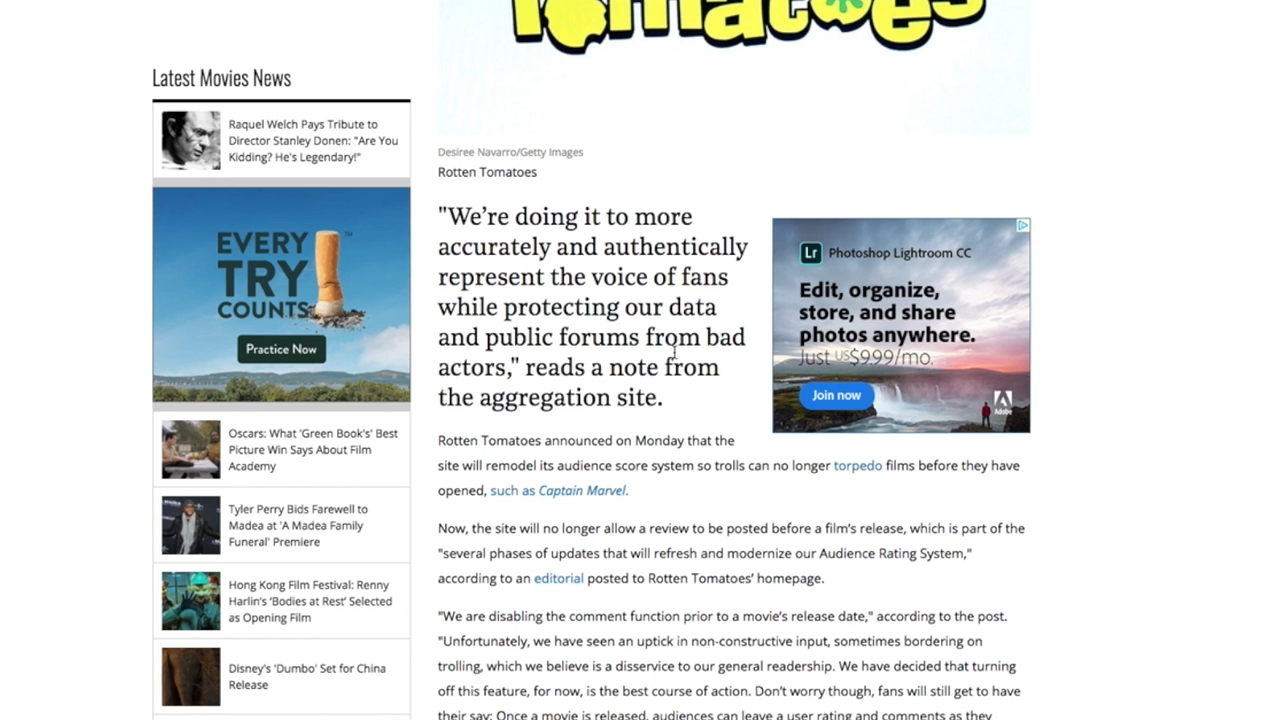 Tomatoes
Latest Movies News
Raquel Welch Pays Tribute to
Director Stanley Donen: "Are You
Kidding? He's Legendary!"
EVERY
TRY
COUNTS
TM
Practice Now
Oscars: What 'Green Book's' Best
Picture Win Says About Film
Academy
Tyler Perry Bids Farewell to
Madea at 'A Madea Family
Funeral' Premiere
Hong Kong Film Festival: Renny
Harlin's 'Bodies at Rest' Selected
as Opening Film
Disney's 'Dumbo' Set for China
Release
Desiree Navarro/Getty Images
Rotten Tomatoes
"We're doing it to more
accurately and authentically
represent the voice of fans
while protecting our data
and public forums from bad
actors," reads a note from
the aggregation site.
Lr Photoshop Lightroom CC
Edit, organize,
store, and share
photos anywhere.
Just US$9.99/mo.
Join now
Adobe
Rotten Tomatoes announced on Monday that the
site will remodel its audience score system so trolls can no longer torpedo films before they have
opened, such as Captain Marvel.
Now, the site will no longer allow a review to be posted before a film's release, which is part of the
"several phases of updates that will refresh and modernize our Audience Rating System,"
according to an editorial posted to Rotten Tomatoes' homepage.
"We are disabling the comment function prior to a movie's release date," according to the post.
"Unfortunately, we have seen an uptick in non-constructive input, sometimes bordering on
trolling, which we believe is a disservice to our general readership. We have decided that turning
off this feature, for now, is the best course of action. Don't worry though, fans will still get to have
their say: Once a movie is released, audiences can leave a user rating and comments as they